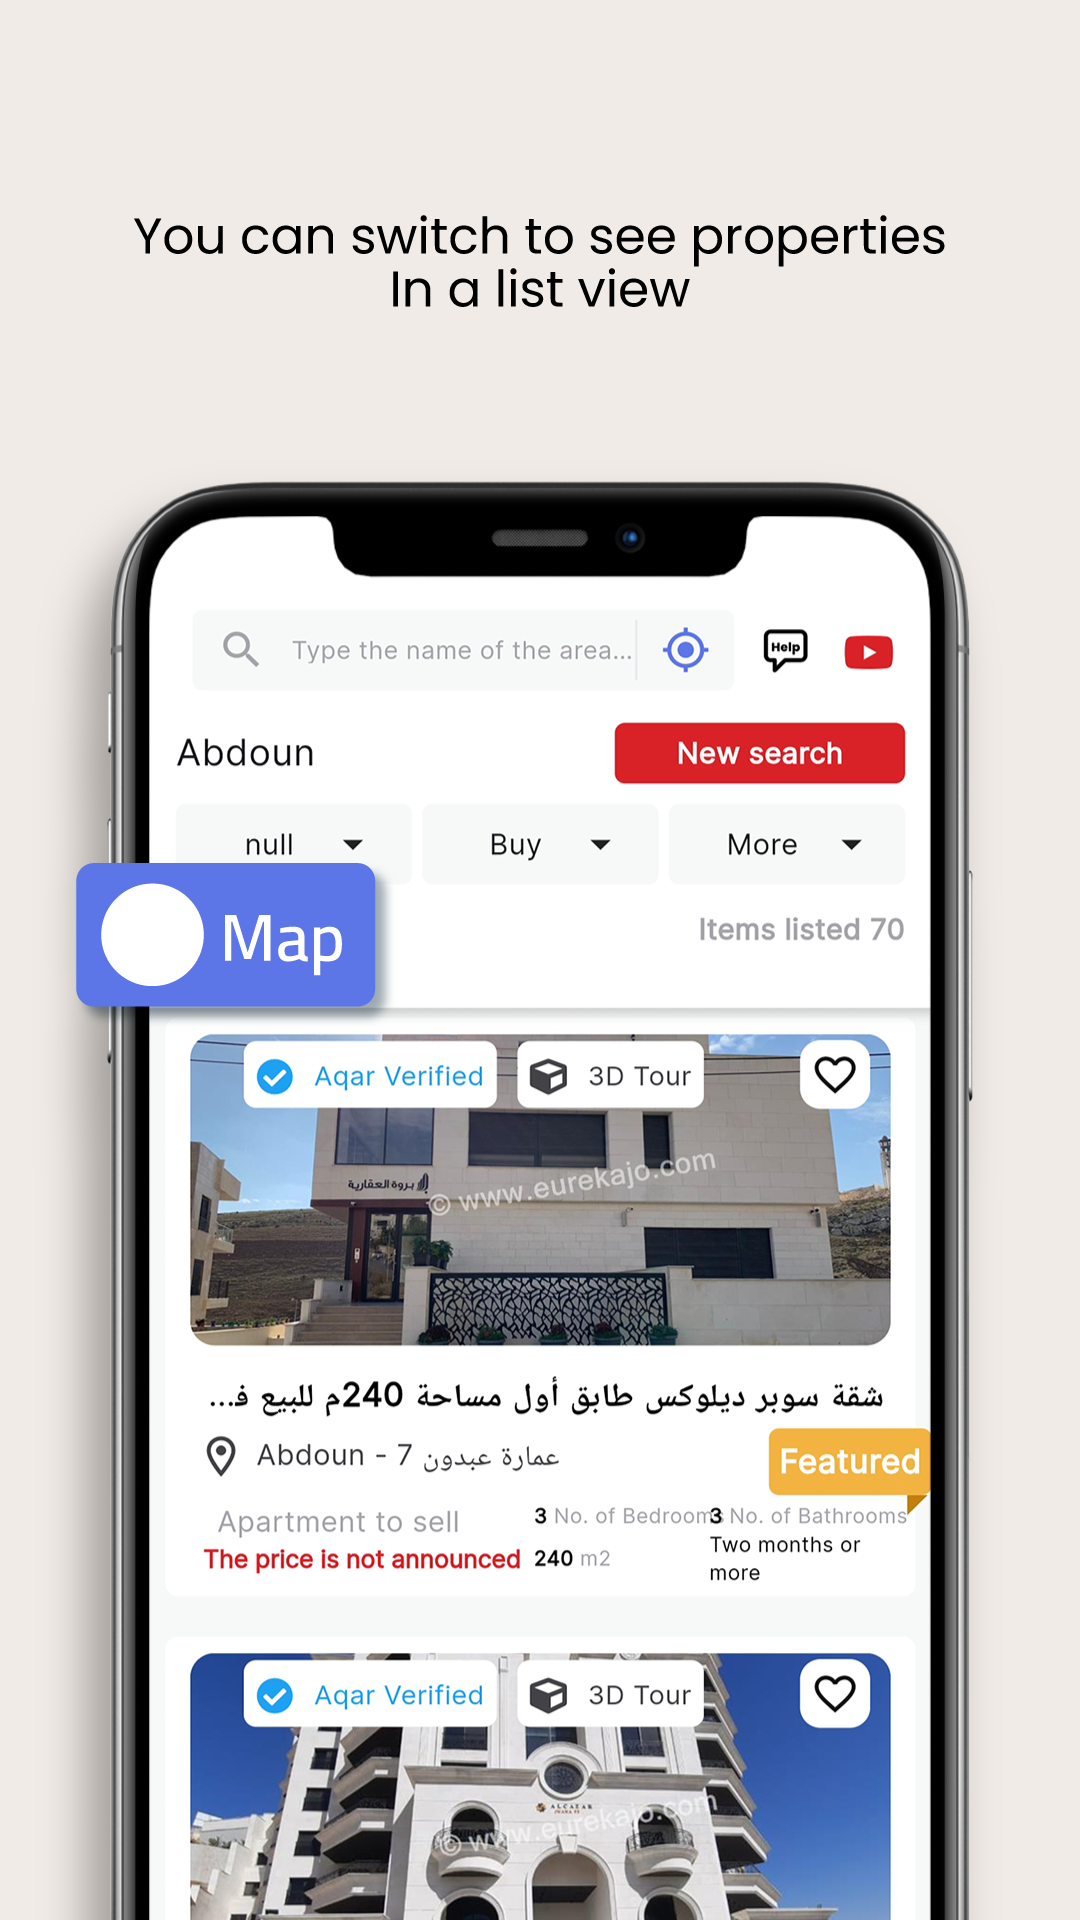 You can switch to see properties
In a list view
Type the name of the area...
Help
Abdoun
New search
null
Buy
More
Map
Items listed 70
Aqar Verified
3D Tour
بروة العقارية
© www.eurekajo.com
شقة سوبر ديلوكس طابق أول مساحة 240م للبيع فـ...
Abdoun - 7 عمارة عبدون
Featured
Apartment to sell
3 No. of Bedrooms
3 No. of Bathrooms
The price is not announced
240 m2
Two months or
more
Aqar Verified
3D Tour
ALCAZAR
© www.eurekajo.com